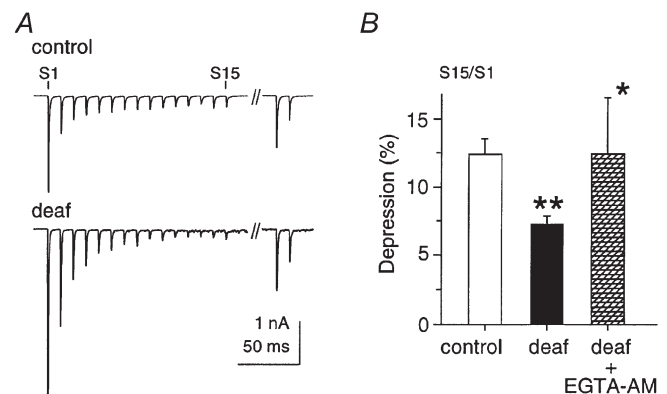 A
control
S1 S15
//
deaf
//
1 nA
50 ms
B
S15/S1
Depression (%)
15
10
5
0
*
**
control deaf deaf
+
EGTA-AM